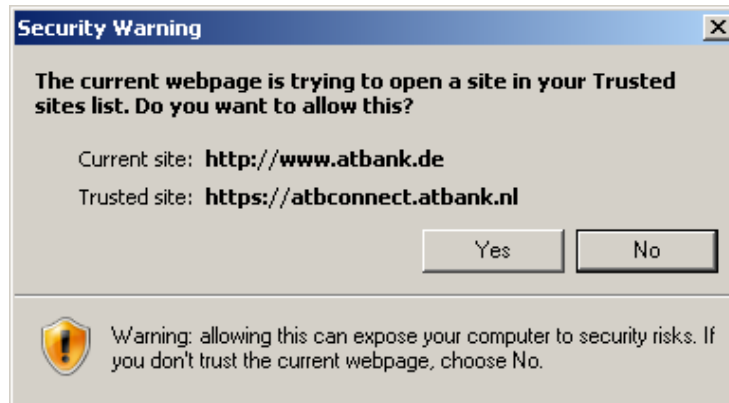 Security Warning
The current webpage is trying to open a site in your Trusted
sites list. Do you want to allow this?
Current site: http://www.atbank.de
Trusted site: https://atbconnect.atbank.nl
Yes No
Warning: allowing this can expose your computer to security risks. If
you don't trust the current webpage, choose No.